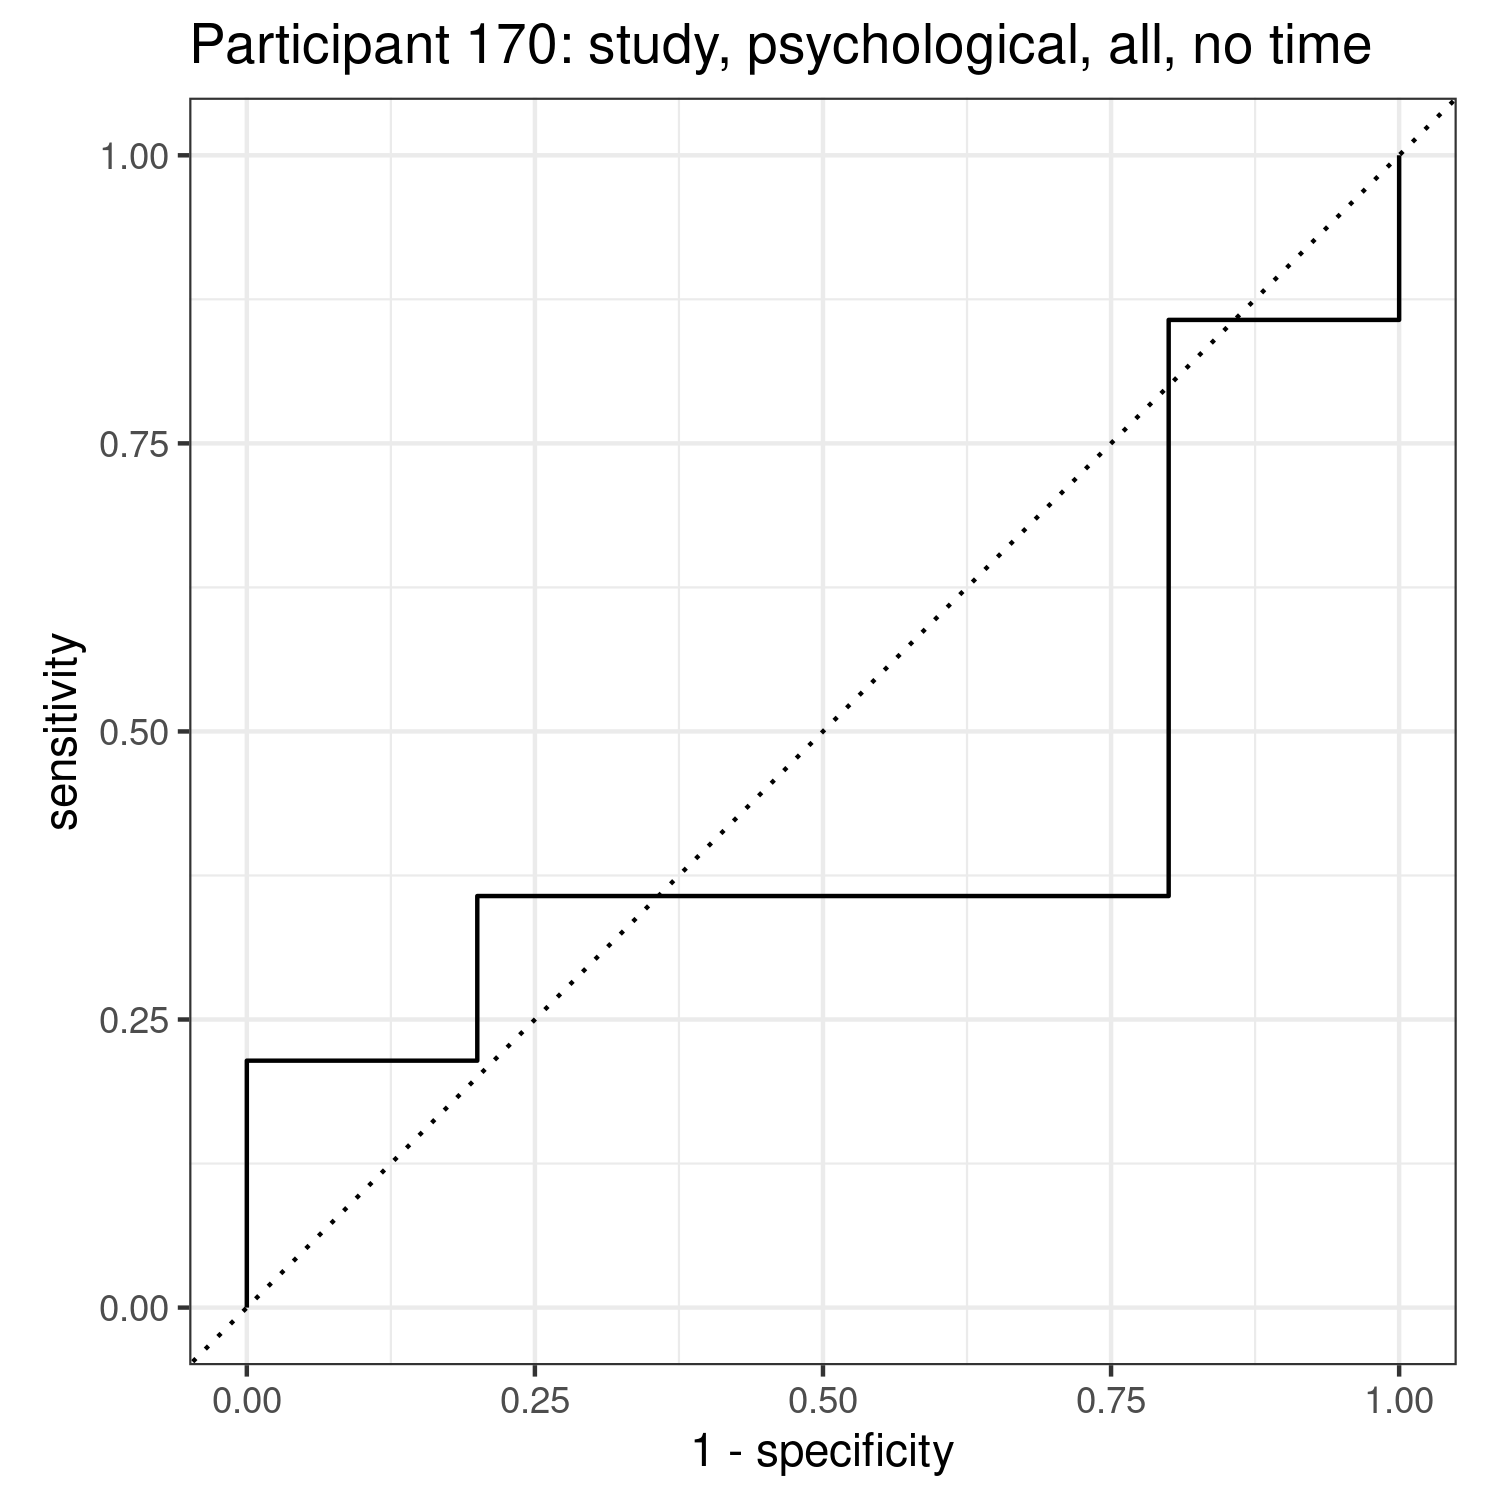 Participant 170: study, psychological, all, no time
1.00
0.75
0.50
0.25
0.00
sensitivity
0.00 0.25 0.50 0.75 1.00
1 - specificity